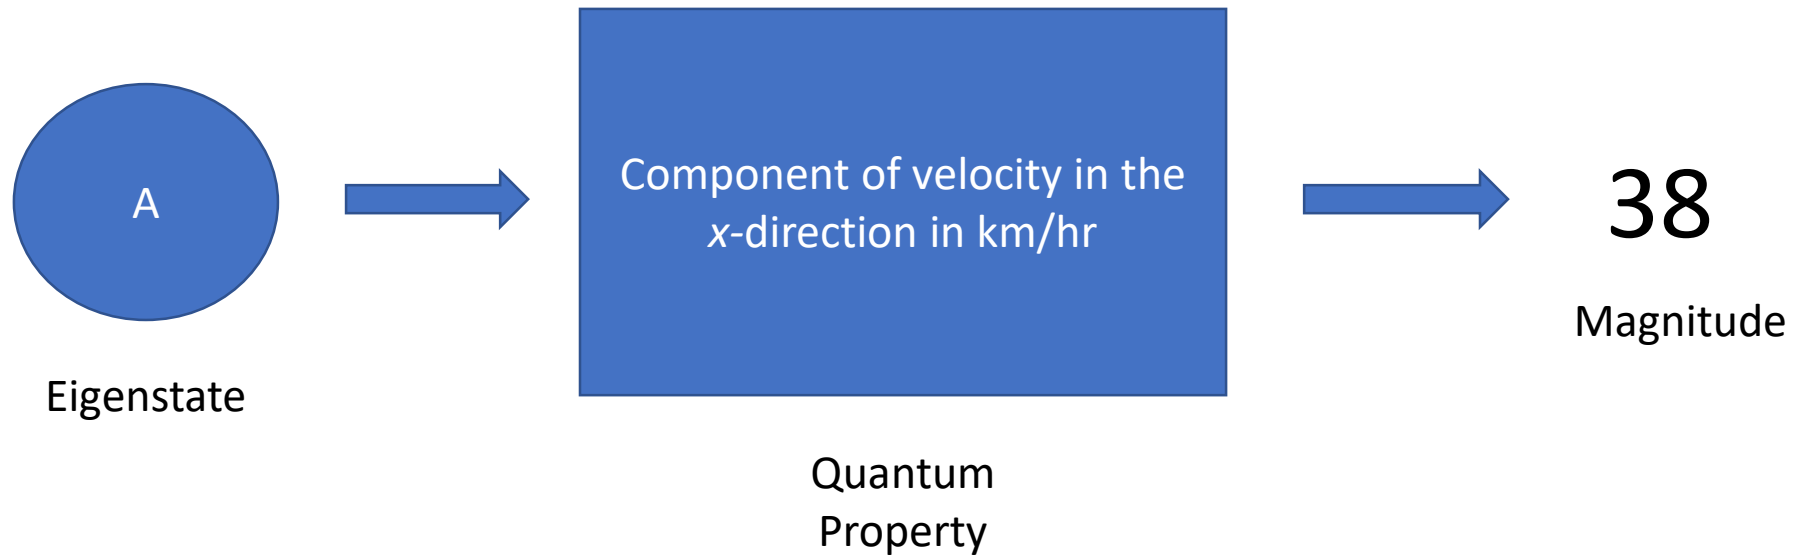 A
Eigenstate
Component of velocity in the
x-direction in km/hr
Quantum
Property
38
Magnitude